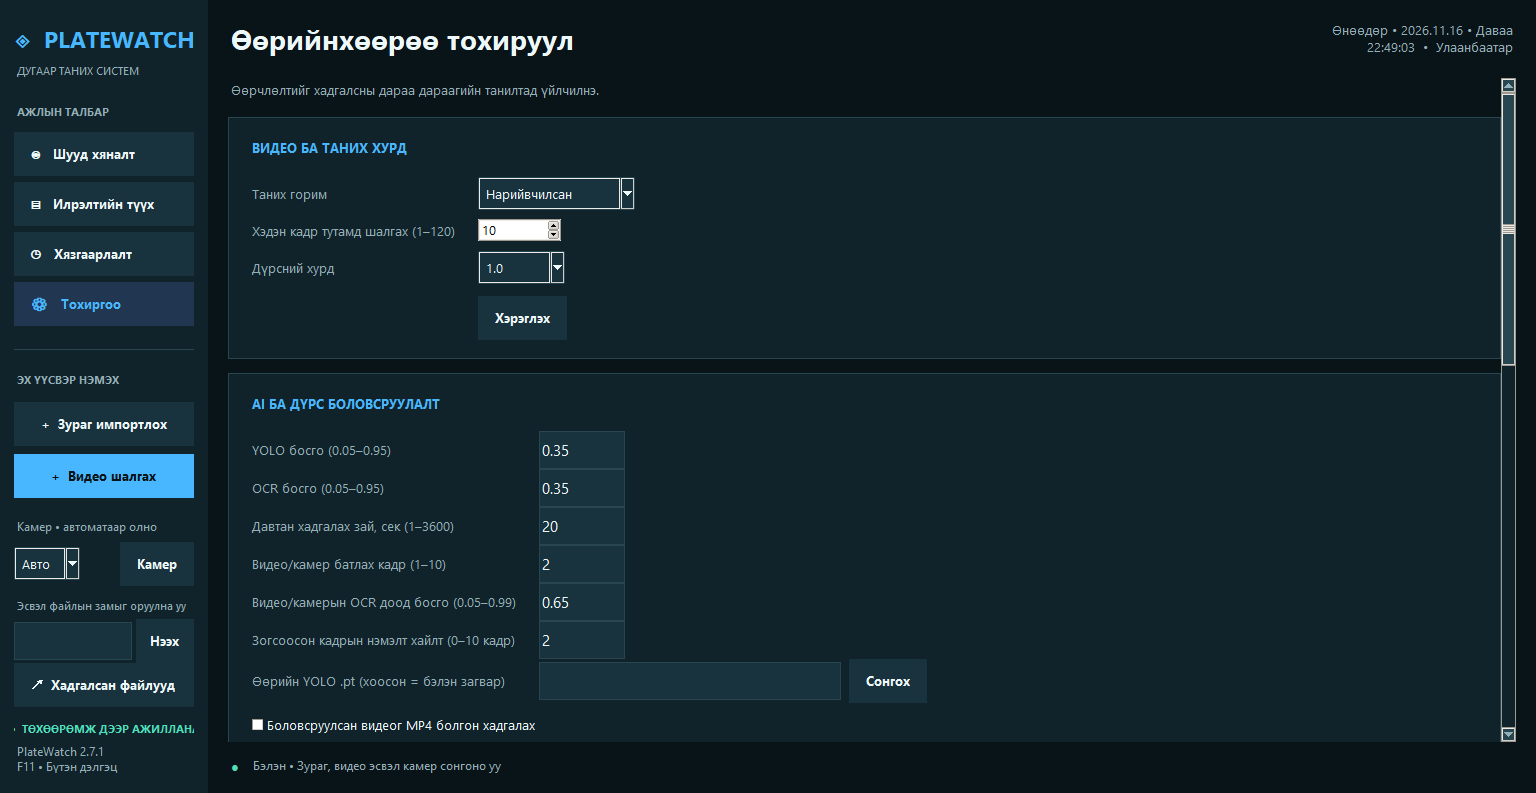 PLATEWATCH
ДУГААР ТАНИХ СИСТЕМ
АЖЛЫН ТАЛБАР
Шууд хяналт
Илрэлтийн түүх
Хязгаарлалт
Тохиргоо
ЭХ ҮҮСВЭР НЭМЭХ
+ Зураг импортлох
+ Видео шалгах
Камер • автоматаар олно
Авто
Камер
Эсвэл файлын замыг оруулна уу
Нээх
Хадгалсан файлууд
ТӨХӨӨРӨМЖ ДЭЭР АЖИЛЛАНА
PlateWatch 2.7.1
F11 • Бүтэн дэлгэц
Өөрийнхөөрөө тохируул
Өнөөдөр • 2026.11.16 • Даваа
22:49:03 • Улаанбаатар
Өөрчлөлтийг хадгалсны дараа дараагийн танилтад үйлчилнэ.
ВИДЕО БА ТАНИХ ХУРД
Таних горим
Нарийвчилсан
Хэдэн кадр тутамд шалгах (1–120)
10
Дүрсний хурд
1.0
Хэрэглэх
AI БА ДҮРС БОЛОВСРУУЛАЛТ
YOLO босго (0.05–0.95)
0.35
OCR босго (0.05–0.95)
0.35
Давтан хадгалах зай, сек (1–3600)
20
Видео/камер батлах кадр (1–10)
2
Видео/камерын OCR доод босго (0.05–0.99)
0.65
Зогсоосон кадрын нэмэлт хайлт (0–10 кадр)
2
Өөрийн YOLO .pt (хоосон = бэлэн загвар)
Сонгох
Боловсруулсан видеог MP4 болгон хадгалах
Бэлэн • Зураг, видео эсвэл камер сонгоно уу